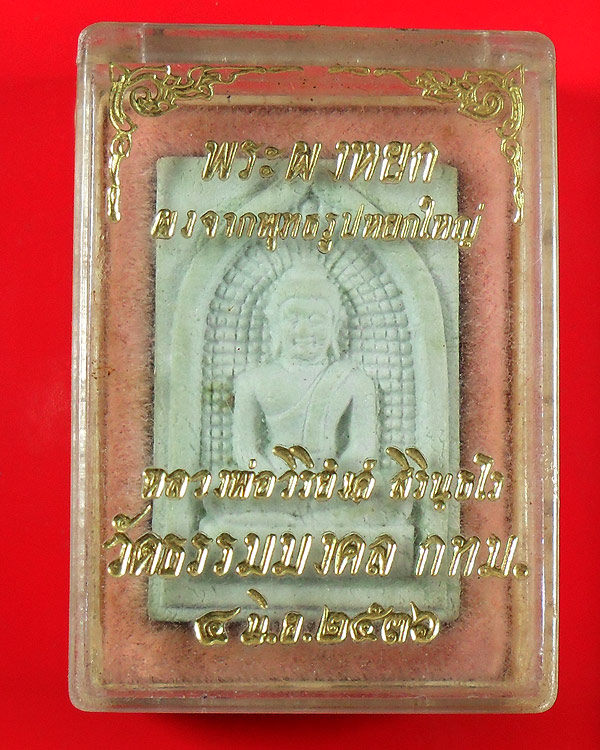 พระผงหยก
ผงจากพุทธรูปหยกใหญ่
หลวงพ่อวิริยังค์ สิรินฺธโร
วัดธรรมมงคล กทม.
๔ มิ.ย.๒๕๓๖